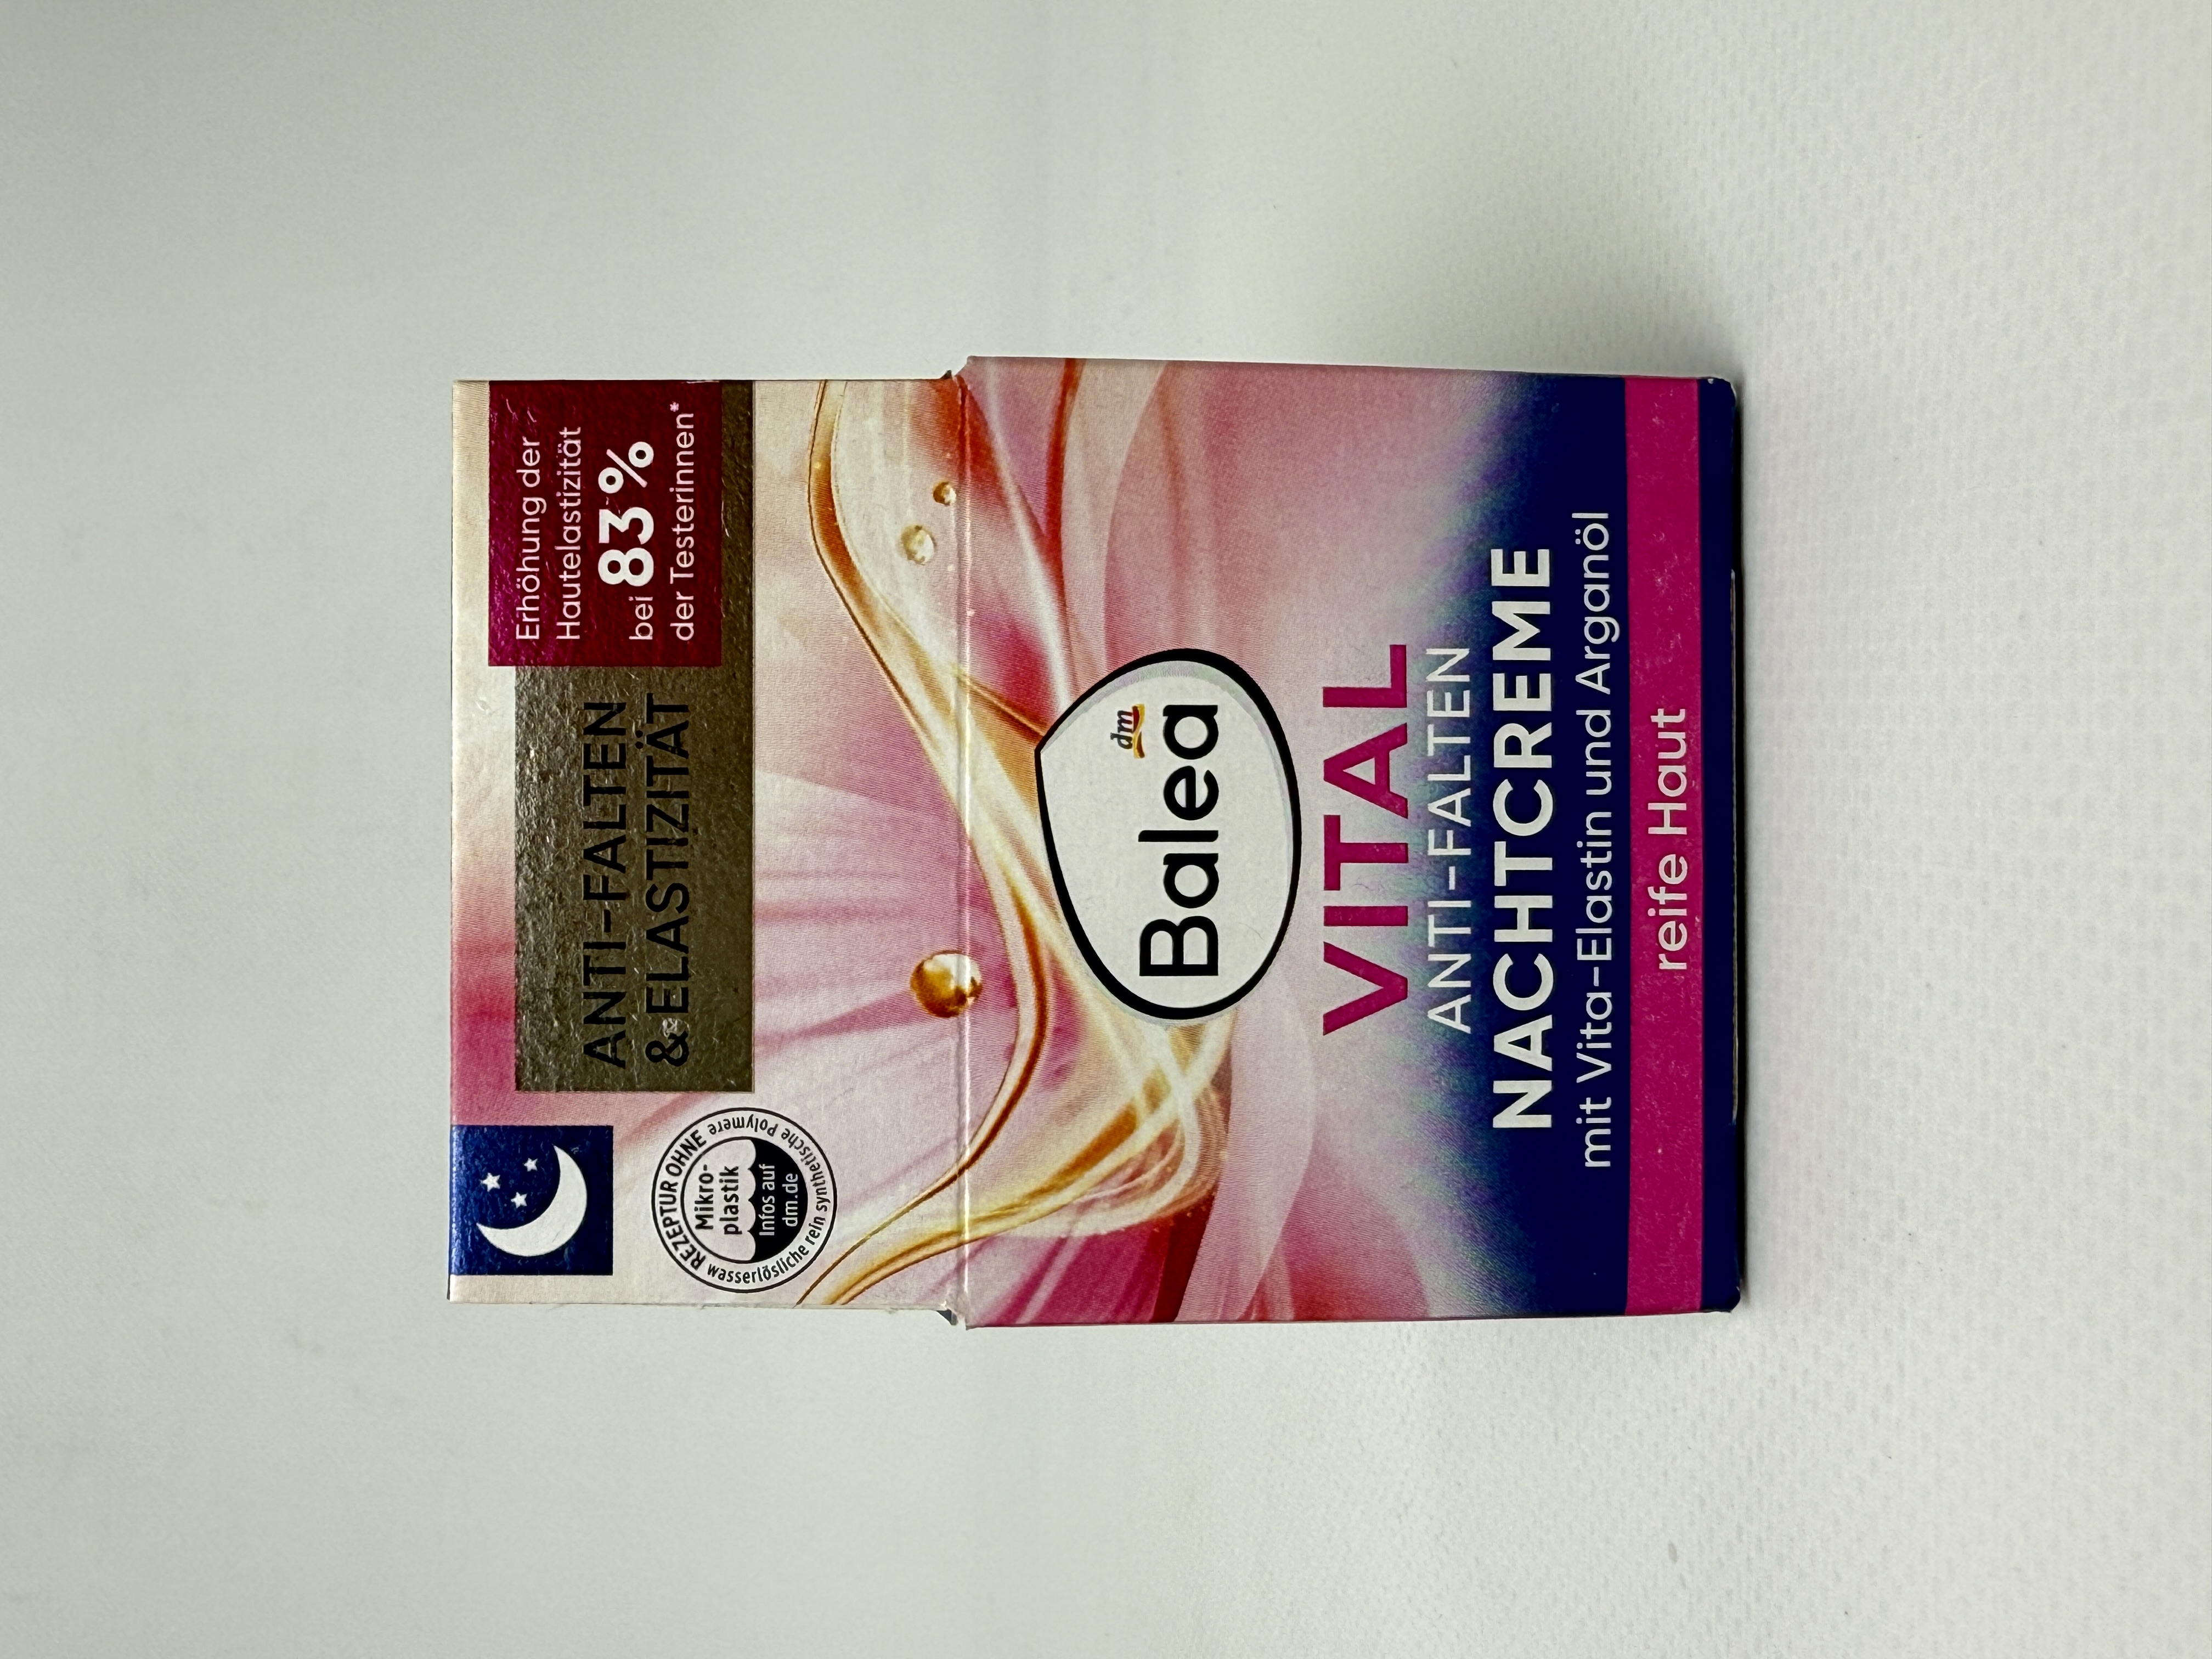 ANTI-FALTEN
& ELASTIZITÄT
Erhöhung der
Hautelastizität
bei 83 %
der Testerinnen*
REZEPTUR OHNE
Mikro-
plastik
Infos auf
dm.de
wasserlösliche rein synthetische Polymere
dm
Balea
VITAL
ANTI-FALTEN
NACHTCREME
mit Vita-Elastin und Arganöl
reife Haut